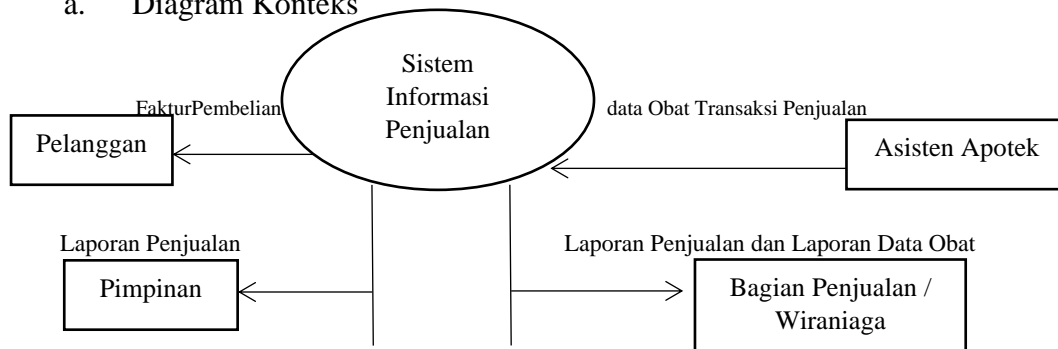 a. Diagram Konteks
Sistem
Informasi
Penjualan
FakturPembelian
data Obat Transaksi Penjualan
Pelanggan
Asisten Apotek
Laporan Penjualan
Laporan Penjualan dan Laporan Data Obat
Pimpinan
Bagian Penjualan /
Wiraniaga